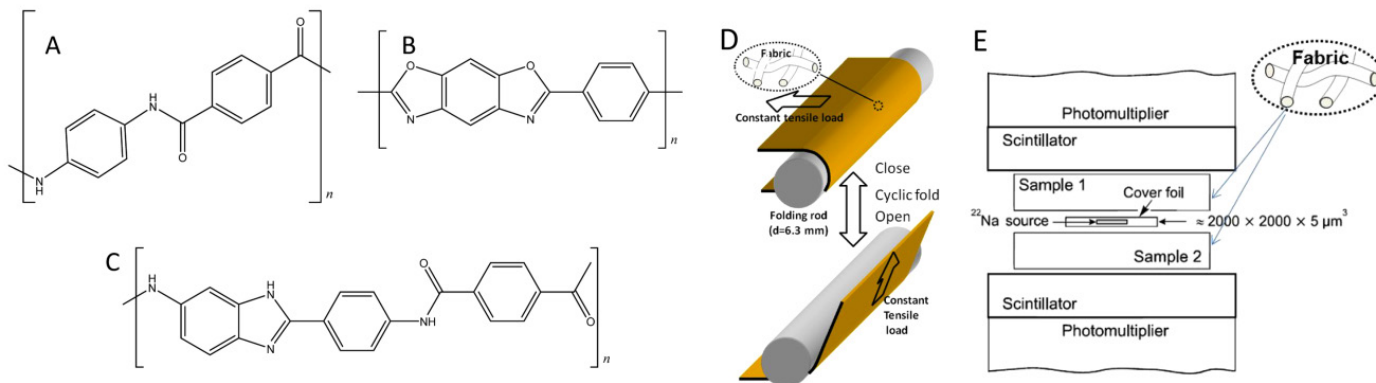 A
O
N
H
O
N
H
n
B
O
O
N
N
n
C
N
H
H
N
N
O
NH
O
n
D
Fabric
Constant tensile load
Close
Cyclic fold
Open
Folding rod
(d=6.3 mm)
Constant
Tensile
load
E
Fabric
Photomultiplier
Scintillator
Sample 1
Cover foil
²²Na source
≈ 2000 × 2000 × 5 μm³
Sample 2
Scintillator
Photomultiplier